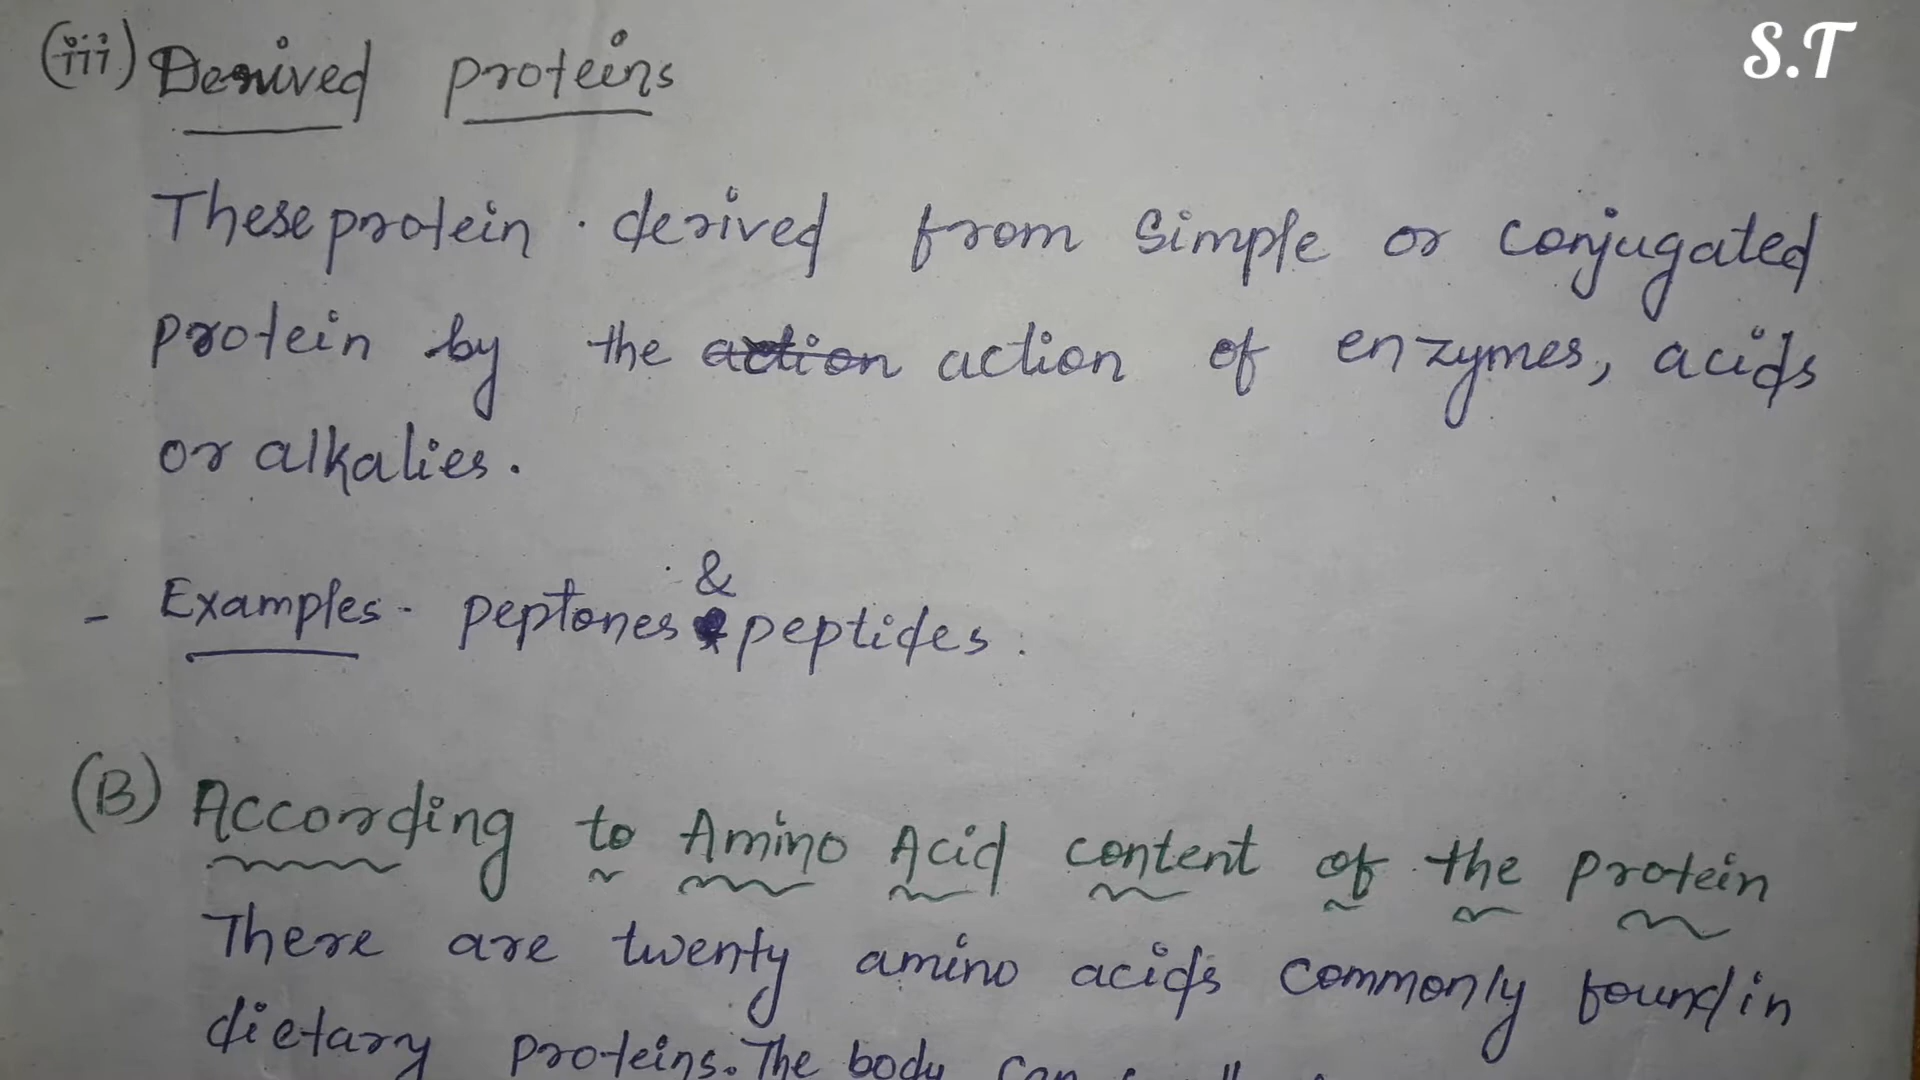 S.T
(iii) Derived proteins
These protein derived from Simple or conjugated
protein by the action action of enzymes, acids
or alkalies.
- Examples - peptones & peptides.
(B) According to Amino Acid content of the protein
There are twenty amino acids commonly found in
dietary proteins. The body can